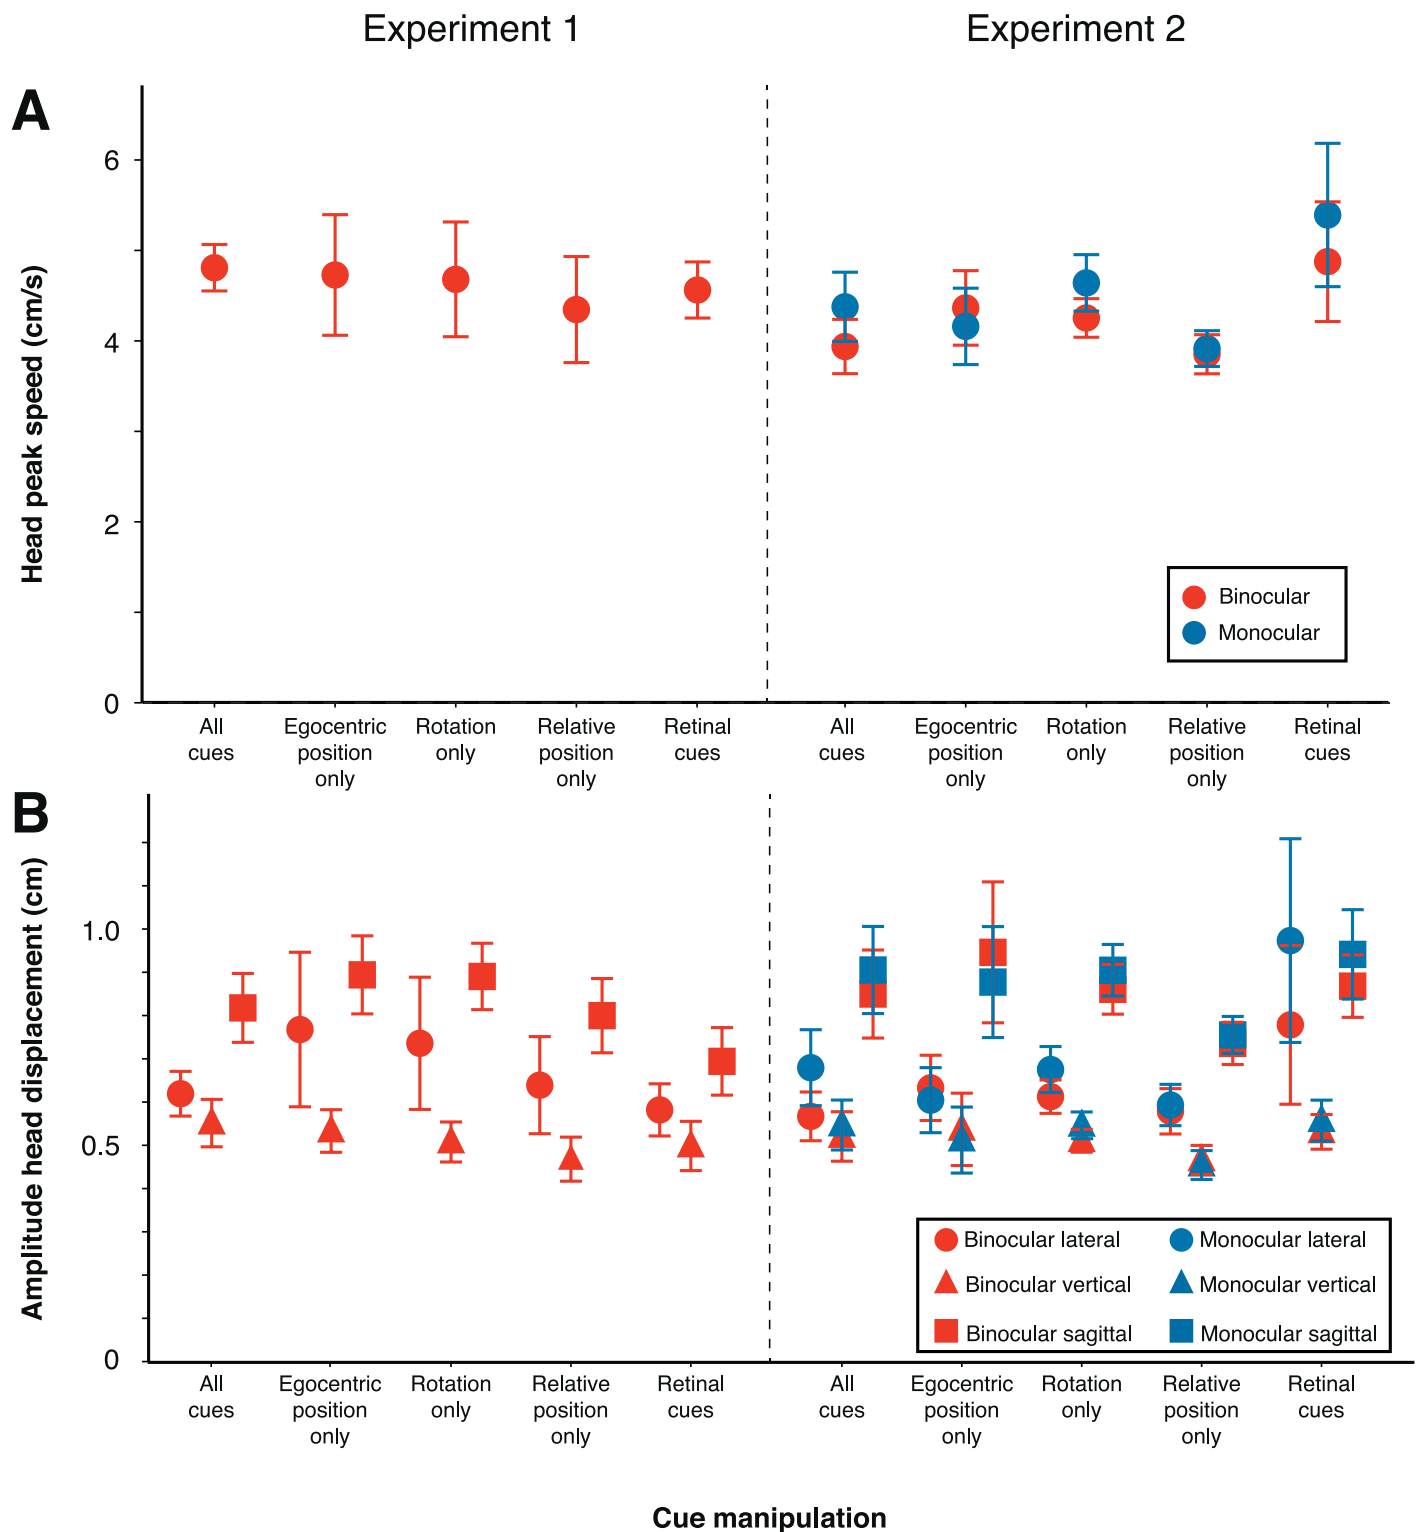 Experiment 1
Experiment 2
A
Head peak speed (cm/s)
6
4
2
0
Binocular
Monocular
All cues
Egocentric position only
Rotation only
Relative position only
Retinal cues
All cues
Egocentric position only
Rotation only
Relative position only
Retinal cues
B
Amplitude head displacement (cm)
1.0
0.5
0
Binocular lateral
Monocular lateral
Binocular vertical
Monocular vertical
Binocular sagittal
Monocular sagittal
All cues
Egocentric position only
Rotation only
Relative position only
Retinal cues
All cues
Egocentric position only
Rotation only
Relative position only
Retinal cues
Cue manipulation